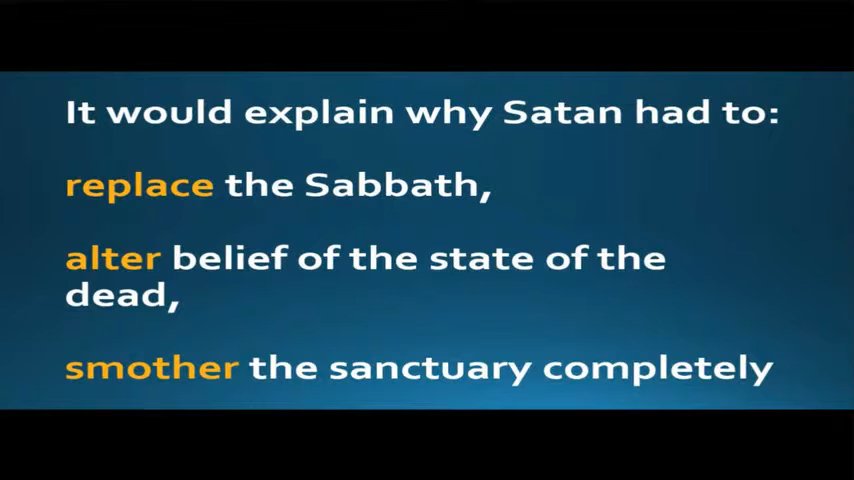 It would explain why Satan had to:
replace the Sabbath,
alter belief of the state of the
dead,
smother the sanctuary completely